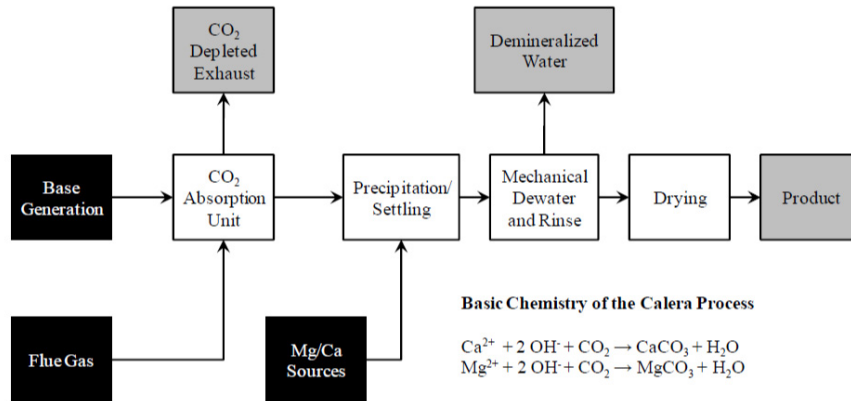 CO₂
Depleted
Exhaust
Demineralized
Water
Base
Generation
CO₂
Absorption
Unit
Precipitation/
Settling
Mechanical
Dewater
and Rinse
Drying
Product
Flue Gas
Mg/Ca
Sources
Basic Chemistry of the Calera Process
Ca²⁺ + 2 OH⁻ + CO₂ → CaCO₃ + H₂O
Mg²⁺ + 2 OH⁻ + CO₂ → MgCO₃ + H₂O